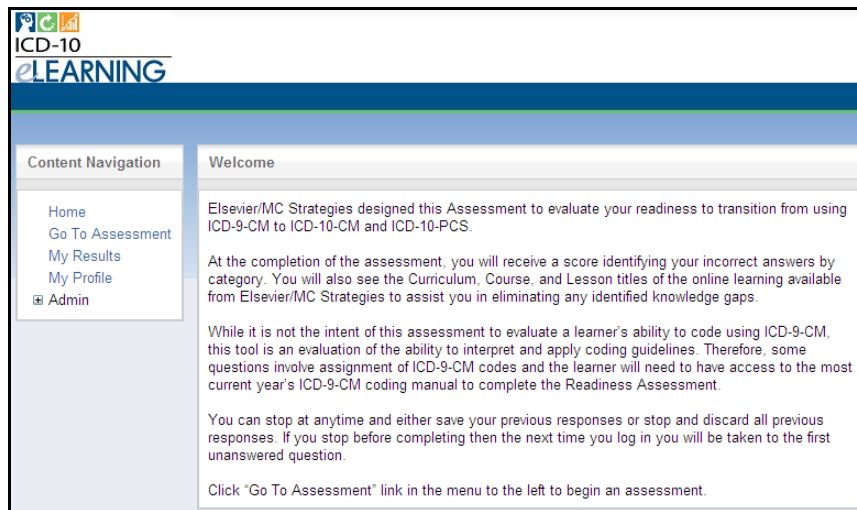 ICD-10
eLEARNING
Content Navigation
Home
Go To Assessment
My Results
My Profile
Admin
Welcome
Elsevier/MC Strategies designed this Assessment to evaluate your readiness to transition from using
ICD-9-CM to ICD-10-CM and ICD-10-PCS.
At the completion of the assessment, you will receive a score identifying your incorrect answers by
category. You will also see the Curriculum, Course, and Lesson titles of the online learning available
from Elsevier/MC Strategies to assist you in eliminating any identified knowledge gaps.
While it is not the intent of this assessment to evaluate a learner's ability to code using ICD-9-CM,
this tool is an evaluation of the ability to interpret and apply coding guidelines. Therefore, some
questions involve assignment of ICD-9-CM codes and the learner will need to have access to the most
current year's ICD-9-CM coding manual to complete the Readiness Assessment.
You can stop at anytime and either save your previous responses or stop and discard all previous
responses. If you stop before completing then the next time you log in you will be taken to the first
unanswered question.
Click "Go To Assessment" link in the menu to the left to begin an assessment.